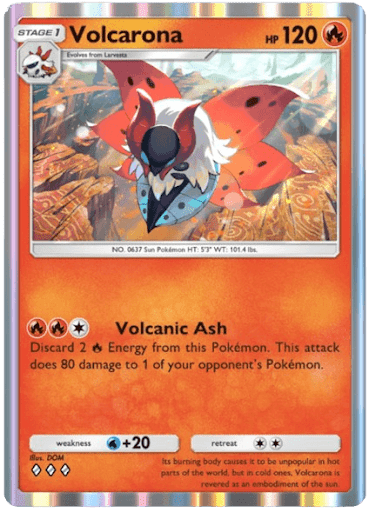 STAGE 1
Volcarona
HP 120
Evolves from Larvesta
NO. 0637 Sun Pokémon HT: 5'3" WT: 101.4 lbs.
Volcanic Ash
Discard 2 Energy from this Pokémon. This attack
does 80 damage to 1 of your opponent's Pokémon.
weakness +20 retreat
Illus. DOM
Its burning body causes it to be unpopular in hot
parts of the world, but in cold ones, Volcarona is
revered as an embodiment of the sun.